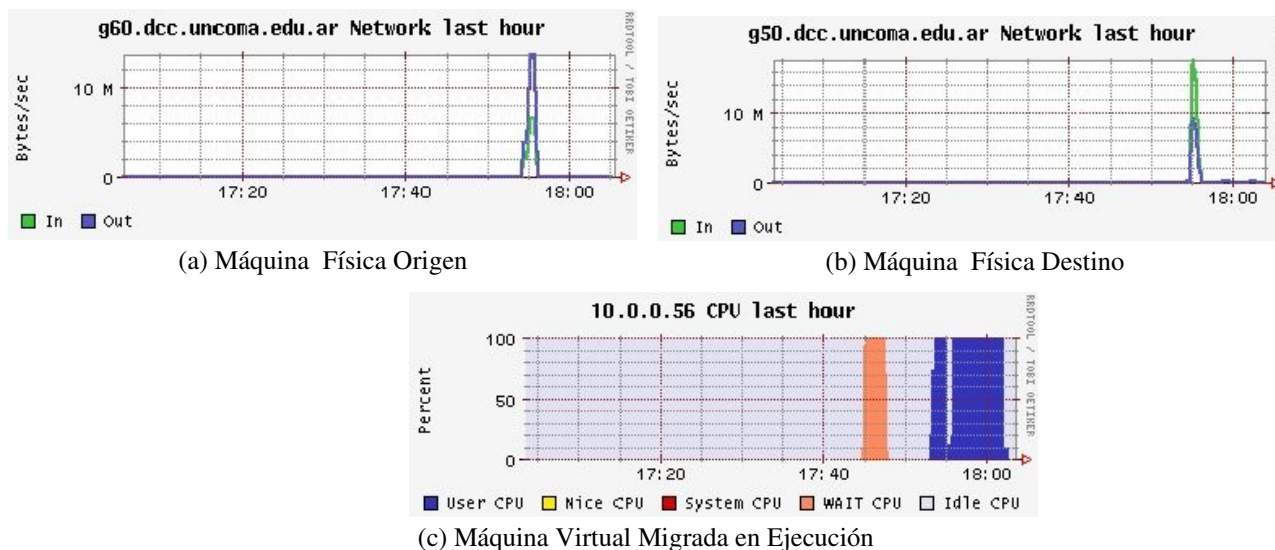 g60.dcc.uncoma.edu.ar Network last hour
RRDTOOL / TOBI OETIKER
Bytes/sec
10 M
0
17:20 17:40 18:00
In Out
(a) Máquina Física Origen
g50.dcc.uncoma.edu.ar Network last hour
Bytes/sec
10 M
0
17:20 17:40 18:00
In Out
(b) Máquina Física Destino
10.0.0.56 CPU last hour
RRDTOOL / TOBI OETIKER
Percent
100
50
0
17:20 17:40 18:00
User CPU Nice CPU System CPU WAIT CPU Idle CPU
(c) Máquina Virtual Migrada en Ejecución